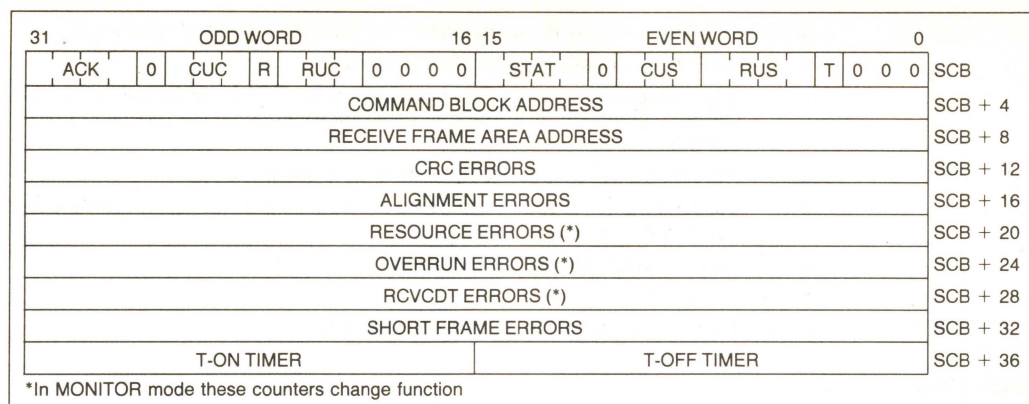 31 ODD WORD 16 15 EVEN WORD 0
ACK 0 CUC R RUC 0 0 0 0 STAT 0 CUS RUS T 0 0 0 SCB
COMMAND BLOCK ADDRESS SCB + 4
RECEIVE FRAME AREA ADDRESS SCB + 8
CRC ERRORS SCB + 12
ALIGNMENT ERRORS SCB + 16
RESOURCE ERRORS (*) SCB + 20
OVERRUN ERRORS (*) SCB + 24
RCVCDT ERRORS (*) SCB + 28
SHORT FRAME ERRORS SCB + 32
T-ON TIMER T-OFF TIMER SCB + 36
*In MONITOR mode these counters change function